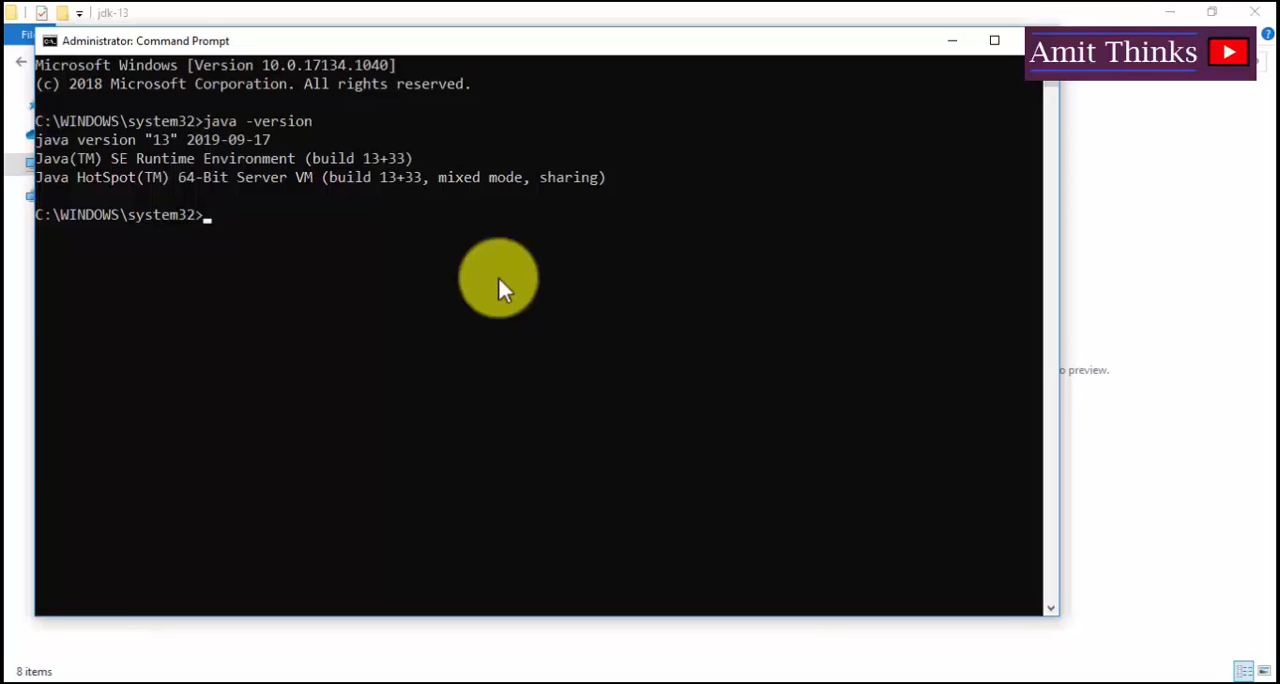 jdk-13
Fil
Administrator: Command Prompt
Amit Thinks
Microsoft Windows [Version 10.0.17134.1040]
(c) 2018 Microsoft Corporation. All rights reserved.
C:\WINDOWS\system32>java -version
java version "13" 2019-09-17
Java(TM) SE Runtime Environment (build 13+33)
Java HotSpot(TM) 64-Bit Server VM (build 13+33, mixed mode, sharing)
C:\WINDOWS\system32>
o preview.
8 items